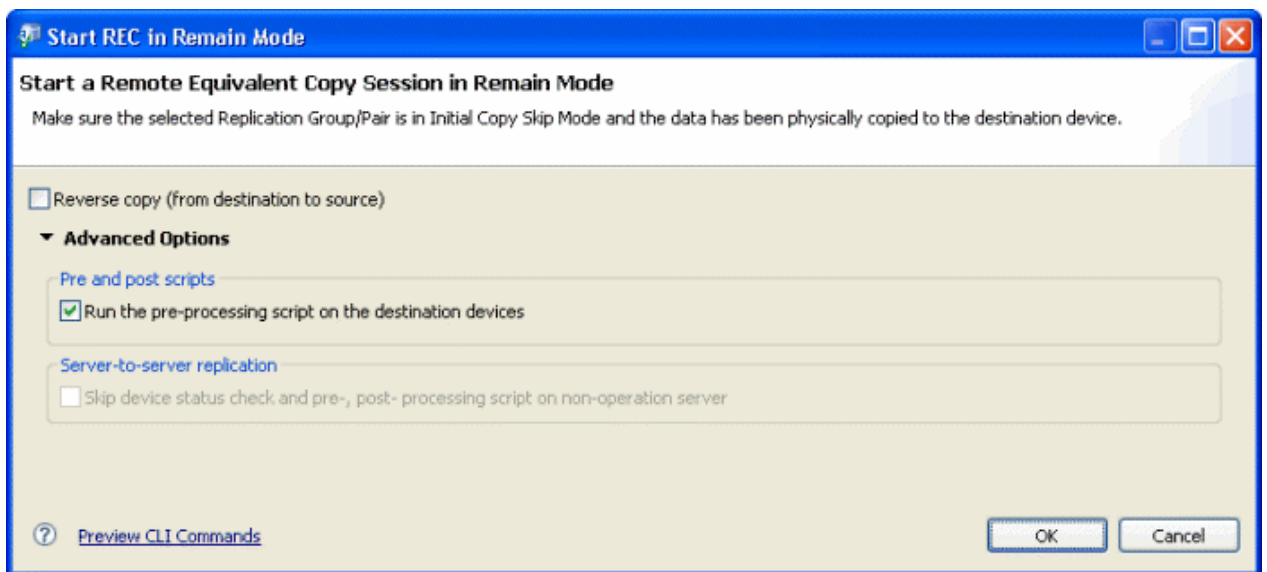 Start REC in Remain Mode
Start a Remote Equivalent Copy Session in Remain Mode
Make sure the selected Replication Group/Pair is in Initial Copy Skip Mode and the data has been physically copied to the destination device.
Reverse copy (from destination to source)
Advanced Options
Pre and post scripts
Run the pre-processing script on the destination devices
Server-to-server replication
Skip device status check and pre-, post- processing script on non-operation server
? Preview CLI Commands OK Cancel